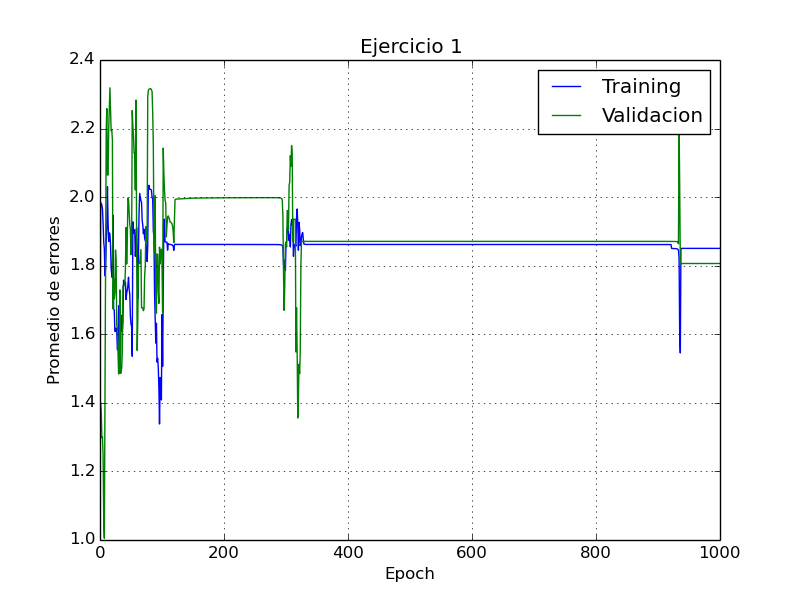 Ejercicio 1
2.4
2.2
2.0
1.8
1.6
1.4
1.2
1.0
Promedio de errores
Training
Validacion
0 200 400 600 800 1000
Epoch